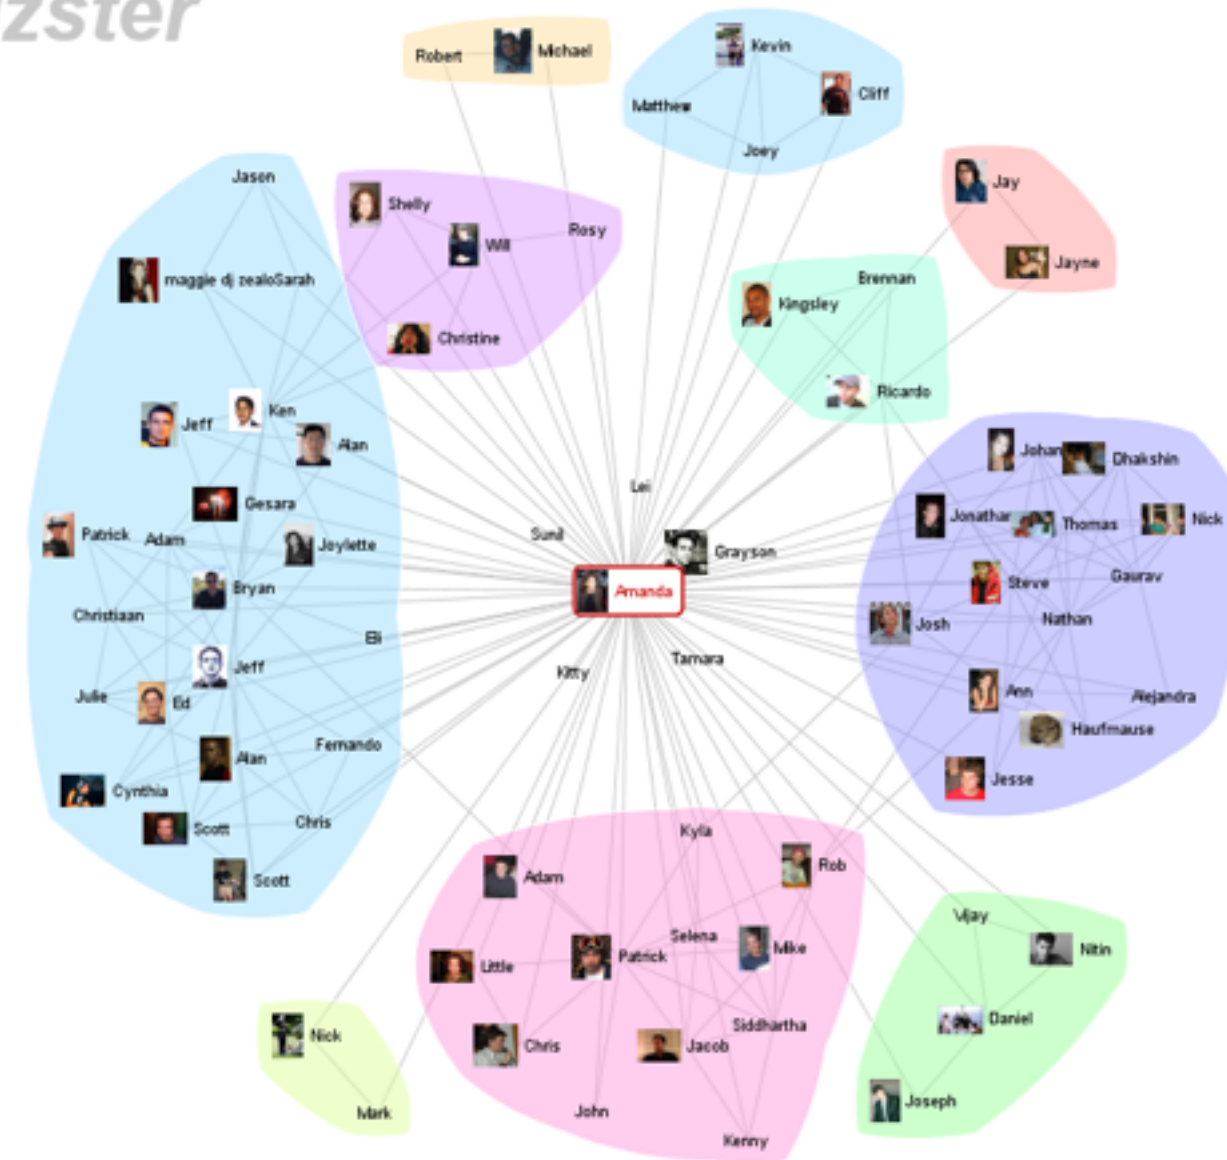 zster
Robert
Michael
Kevin
Matthew
Cliff
Joey
Jason
Shelly
Will
Rosy
Jay
Jayne
maggie dj zealoSarah
Christine
Brennan
Kingsley
Ricardo
Jeff
Ken
Alan
Gesara
Patrick
Adam
Joylette
Bryan
Christiaan
Eli
Jeff
Julie
Ed
Alan
Fernando
Cynthia
Scott
Chris
Scott
Lei
Sunil
Grayson
Amanda
Kitty
Tamara
Johan
Dhakshin
Jonathar
Thomas
Nick
Steve
Gaurav
Josh
Nathan
Ann
Alejandra
Haufmause
Jesse
Kyla
Rob
Adam
Selena
Mike
Little
Patrick
Siddhartha
Chris
Jacob
John
Kenny
Nick
Mark
Vijay
Nitin
Daniel
Joseph